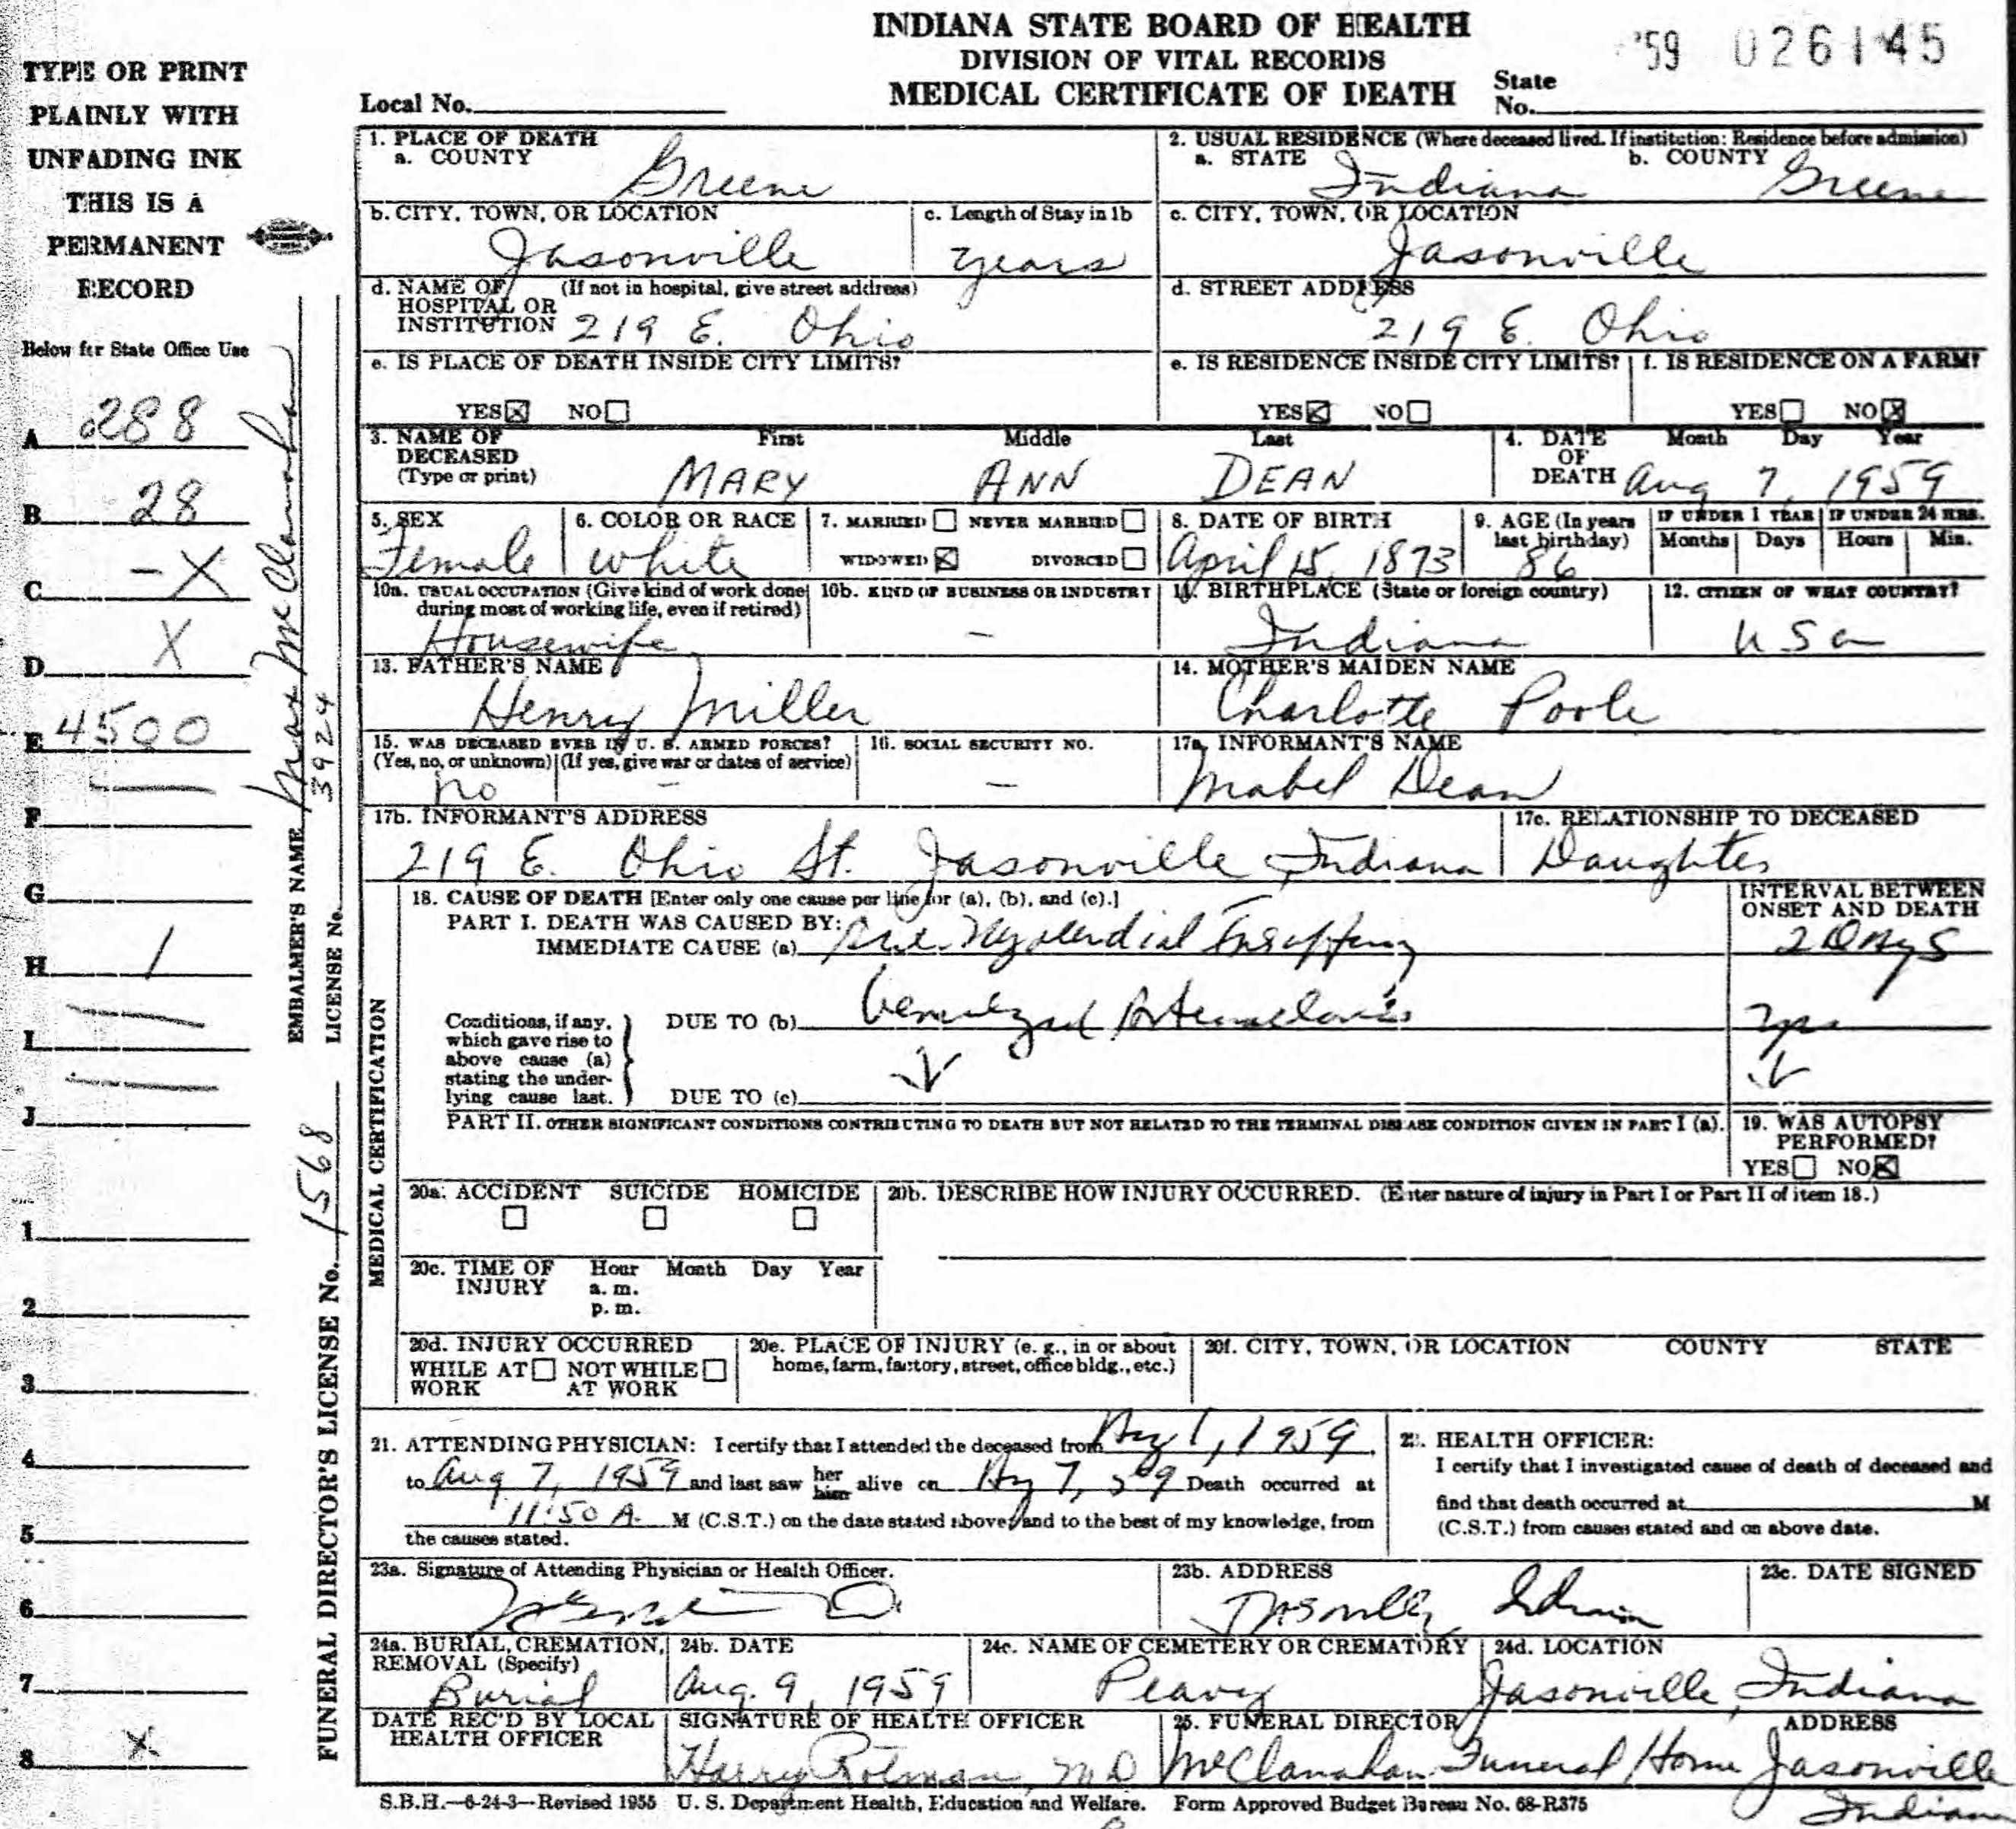 INDIANA STATE BOARD OF HEALTH
DIVISION OF VITAL RECORDS
MEDICAL CERTIFICATE OF DEATH
'59 026145
State No.
Local No.
TYPE OR PRINT
PLAINLY WITH
UNFADING INK
THIS IS A
PERMANENT
RECORD
Below for State Office Use
A 288
B 28
C -X
D X
E 4500
F
G
H 1
I
J
1
2
3
4
5
6
7
8 X
EMBALMER'S NAME Max McClanahan
LICENSE No. 3924
FUNERAL DIRECTOR'S LICENSE No. 1568
1. PLACE OF DEATH
a. COUNTY Greene
2. USUAL RESIDENCE (Where deceased lived. If institution: Residence before admission)
a. STATE Indiana b. COUNTY Greene
b. CITY, TOWN, OR LOCATION Jasonville
c. Length of Stay in 1b years
c. CITY, TOWN, OR LOCATION Jasonville
d. NAME OF HOSPITAL OR INSTITUTION (If not in hospital, give street address) 219 E. Ohio
d. STREET ADDRESS 219 E. Ohio
e. IS PLACE OF DEATH INSIDE CITY LIMITS?
YES☒ NO☐
e. IS RESIDENCE INSIDE CITY LIMITS?
YES☒ NO☐
f. IS RESIDENCE ON A FARM?
YES☐ NO☒
3. NAME OF DECEASED (Type or print)
First Middle Last
MARY ANN DEAN
4. DATE OF DEATH Month Day Year
Aug 7, 1959
5. SEX Female
6. COLOR OR RACE White
7. MARRIED☐ NEVER MARRIED☐
WIDOWED☒ DIVORCED☐
8. DATE OF BIRTH April 15, 1873
9. AGE (In years last birthday) 86
IF UNDER 1 YEAR Months Days
IF UNDER 24 HRS. Hours Min.
10a. USUAL OCCUPATION (Give kind of work done during most of working life, even if retired) Housewife
10b. KIND OF BUSINESS OR INDUSTRY -
11. BIRTHPLACE (State or foreign country) Indiana
12. CITIZEN OF WHAT COUNTRY? USa
13. FATHER'S NAME Henry Miller
14. MOTHER'S MAIDEN NAME Charlotte Poole
15. WAS DECEASED EVER IN U. S. ARMED FORCES?
(Yes, no, or unknown) no (If yes, give war or dates of service) -
16. SOCIAL SECURITY NO. -
17a. INFORMANT'S NAME Mabel Dean
17b. INFORMANT'S ADDRESS 219 E. Ohio St. Jasonville Indiana
17c. RELATIONSHIP TO DECEASED Daughter
MEDICAL CERTIFICATION
18. CAUSE OF DEATH [Enter only one cause per line for (a), (b), and (c).]
INTERVAL BETWEEN ONSET AND DEATH
PART I. DEATH WAS CAUSED BY:
IMMEDIATE CAUSE (a) Myocardial 2 Days
Conditions, if any, which gave rise to above cause (a) stating the underlying cause last.
DUE TO (b) Generalized yrs
DUE TO (c)
PART II. OTHER SIGNIFICANT CONDITIONS CONTRIBUTING TO DEATH BUT NOT RELATED TO THE TERMINAL DISEASE CONDITION GIVEN IN PART I (a).
19. WAS AUTOPSY PERFORMED?
YES☐ NO☒
20a. ACCIDENT☐ SUICIDE☐ HOMICIDE☐
20b. DESCRIBE HOW INJURY OCCURRED. (Enter nature of injury in Part I or Part II of item 18.)
20c. TIME OF INJURY Hour Month Day Year
a. m.
p. m.
20d. INJURY OCCURRED
WHILE AT WORK☐ NOT WHILE AT WORK☐
20e. PLACE OF INJURY (e. g., in or about home, farm, factory, street, office bldg., etc.)
20f. CITY, TOWN, OR LOCATION COUNTY STATE
21. ATTENDING PHYSICIAN: I certify that I attended the deceased from Aug 1, 1959,
to Aug 7, 1959 and last saw her him alive on Aug 7, 59 Death occurred at
11:50 A. M (C.S.T.) on the date stated above, and to the best of my knowledge, from
the causes stated.
22. HEALTH OFFICER:
I certify that I investigated cause of death of deceased and
find that death occurred at M
(C.S.T.) from causes stated and on above date.
23a. Signature of Attending Physician or Health Officer.
23b. ADDRESS Jasonville Indiana
23c. DATE SIGNED
24a. BURIAL, CREMATION, REMOVAL (Specify) Burial
24b. DATE Aug. 9, 1959
24c. NAME OF CEMETERY OR CREMATORY Peavy
24d. LOCATION Jasonville, Indiana
DATE REC'D BY LOCAL HEALTH OFFICER
SIGNATURE OF HEALTH OFFICER Harry Rotman, M D
25. FUNERAL DIRECTOR ADDRESS
McClanahan Funeral Home Jasonville
Indiana
S.B.H.—6-24-3—Revised 1955 U. S. Department Health, Education and Welfare. Form Approved Budget Bureau No. 68-R375